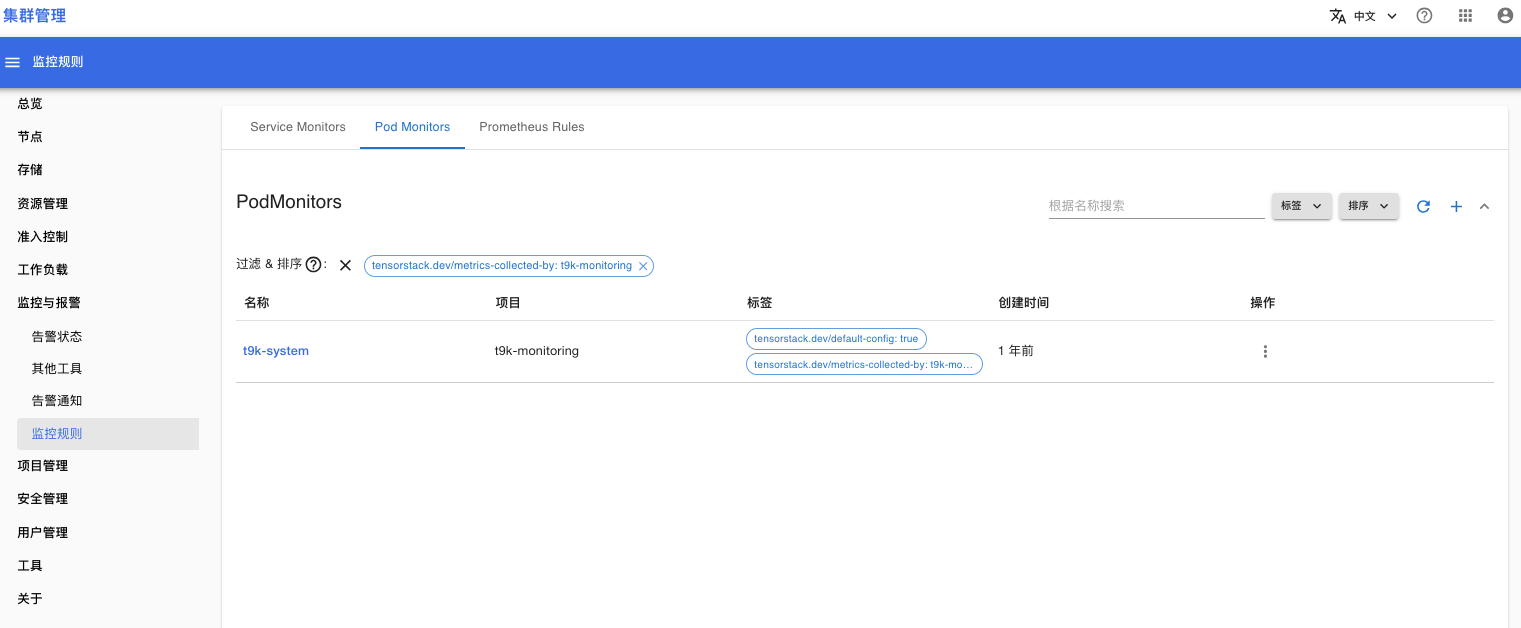 集群管理
中文
监控规则
总览
节点
存储
资源管理
准入控制
工作负载
监控与报警
告警状态
其他工具
告警通知
监控规则
项目管理
安全管理
用户管理
工具
关于
Service Monitors Pod Monitors Prometheus Rules
PodMonitors
根据名称搜索 标签 排序
过滤 & 排序 ?: tensorstack.dev/metrics-collected-by: t9k-monitoring
名称 项目 标签 创建时间 操作
t9k-system t9k-monitoring tensorstack.dev/default-config: true 1 年前
tensorstack.dev/metrics-collected-by: t9k-mo...